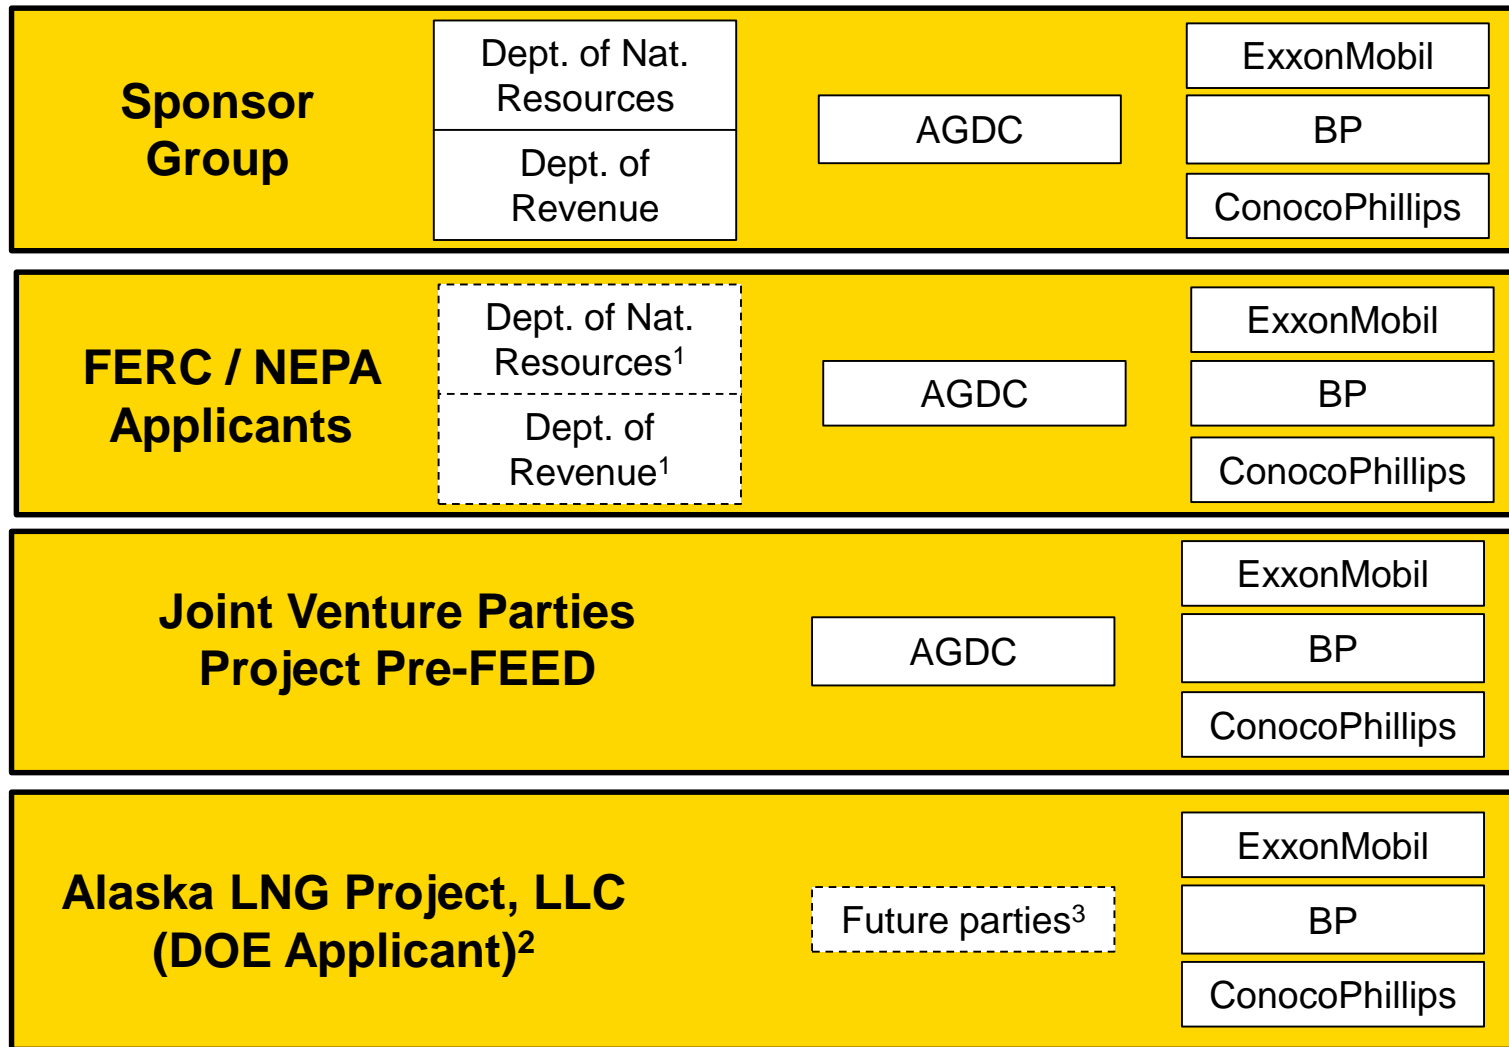 Sponsor
Group
Dept. of Nat.
Resources
Dept. of
Revenue
AGDC
ExxonMobil
BP
ConocoPhillips
FERC / NEPA
Applicants
Dept. of Nat.
Resources¹
Dept. of
Revenue¹
AGDC
ExxonMobil
BP
ConocoPhillips
Joint Venture Parties
Project Pre-FEED
AGDC
ExxonMobil
BP
ConocoPhillips
Alaska LNG Project, LLC
(DOE Applicant)²
Future parties³
ExxonMobil
BP
ConocoPhillips